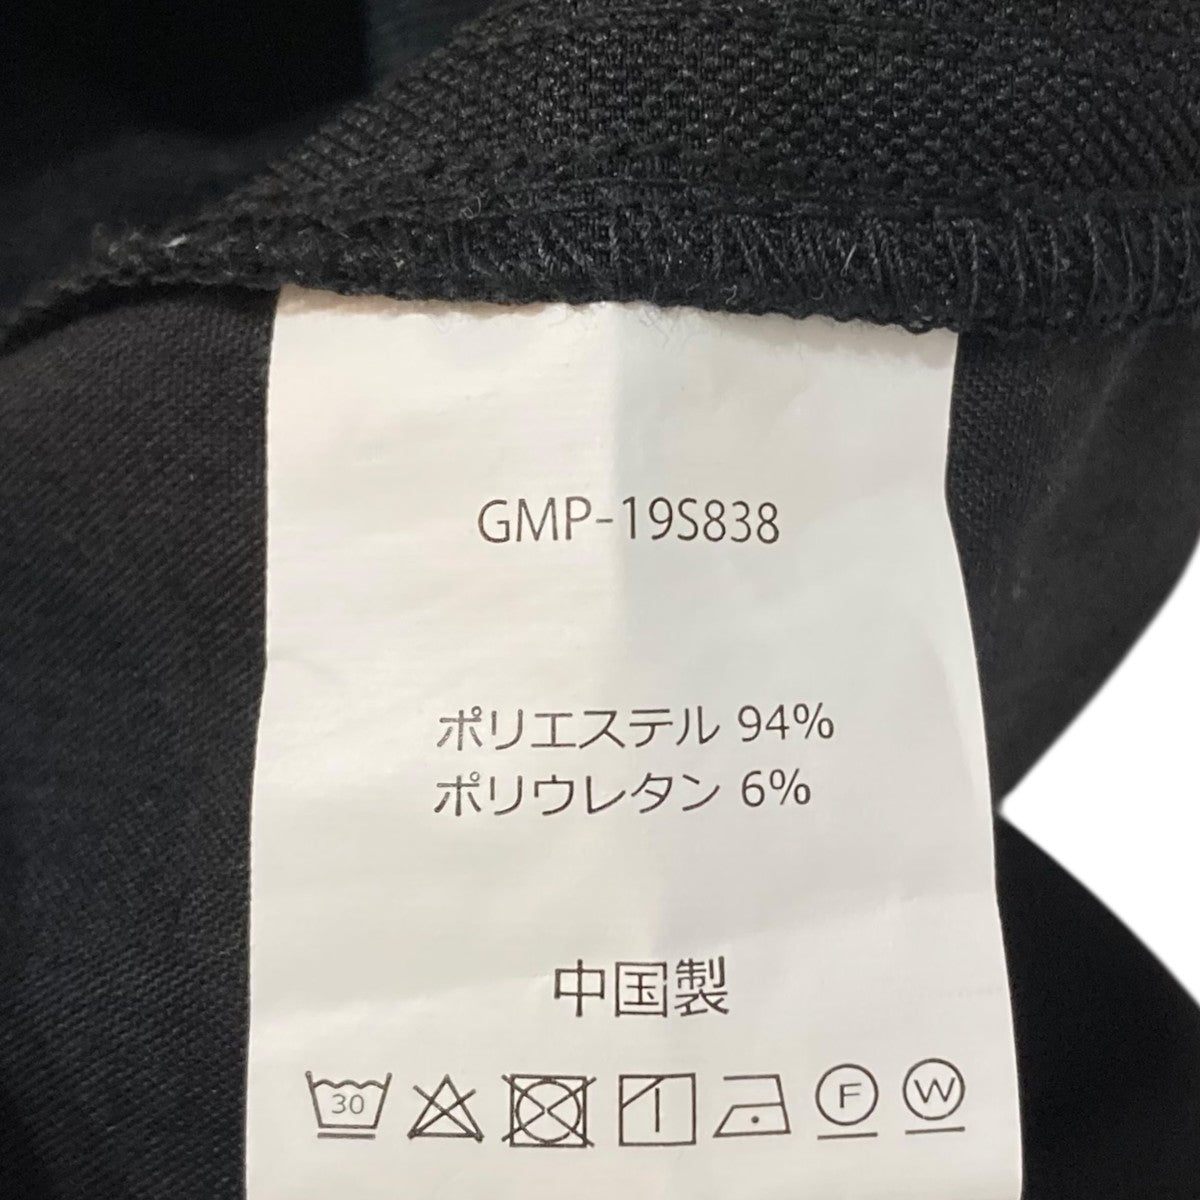 GMP-19S838
ポリエステル 94%
ポリウレタン 6%
中国製
30 F W